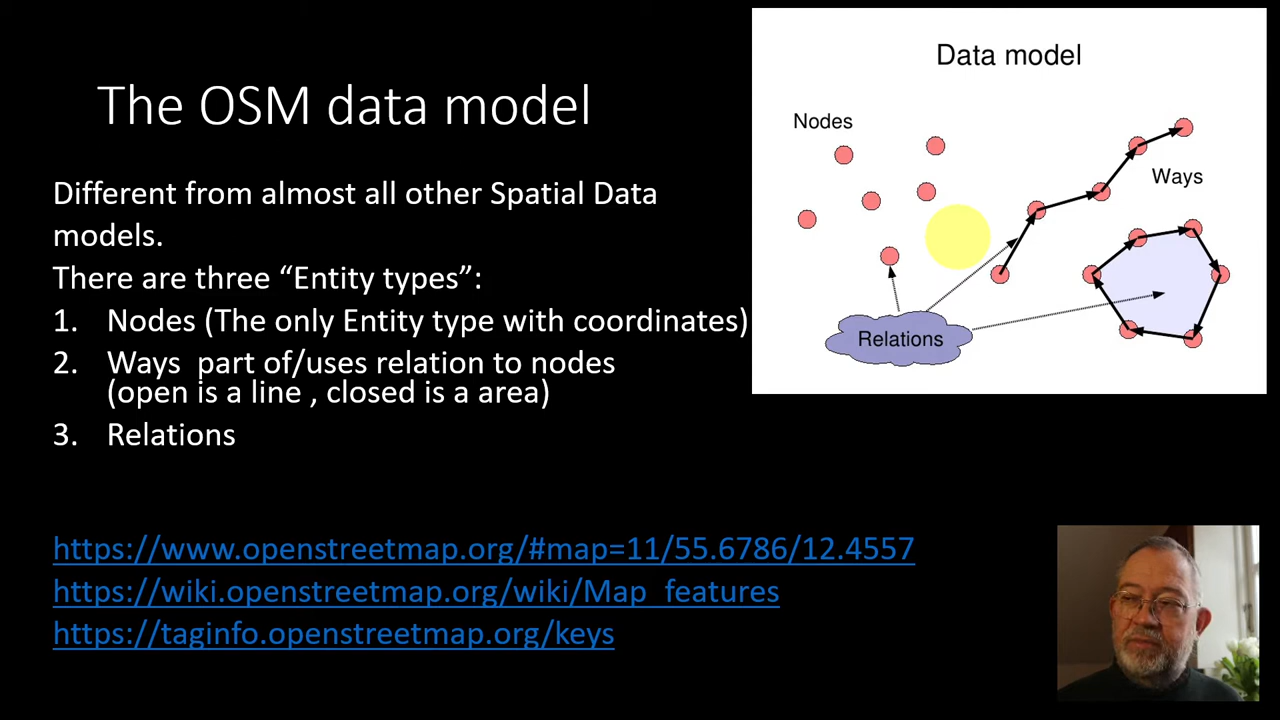 The OSM data model
Different from almost all other Spatial Data
models.
There are three “Entity types”:
1. Nodes (The only Entity type with coordinates)
2. Ways part of/uses relation to nodes
(open is a line , closed is a area)
3. Relations
https://www.openstreetmap.org/#map=11/55.6786/12.4557
https://wiki.openstreetmap.org/wiki/Map_features
https://taginfo.openstreetmap.org/keys
Data model
Nodes
Ways
Relations